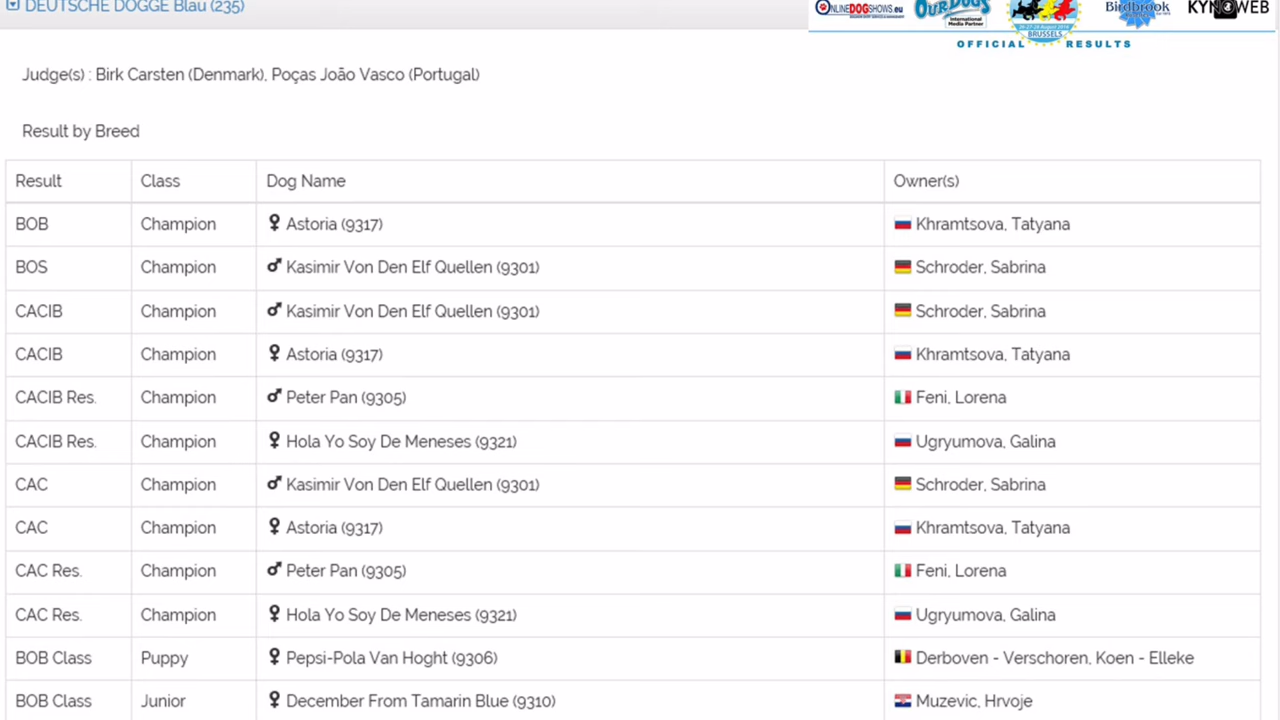 DEUTSCHE DOGGE Blau (235)
ONLINEDOGSHOWS.eu
OUR DOGS
International
Media Partner
BRUSSELS
Birdbrook
KYNOWEB
OFFICIAL RESULTS
Judge(s) : Birk Carsten (Denmark), Poças João Vasco (Portugal)
Result by Breed
Result Class Dog Name Owner(s)
BOB Champion ♀ Astoria (9317) Khramtsova, Tatyana
BOS Champion ♂ Kasimir Von Den Elf Quellen (9301) Schroder, Sabrina
CACIB Champion ♂ Kasimir Von Den Elf Quellen (9301) Schroder, Sabrina
CACIB Champion ♀ Astoria (9317) Khramtsova, Tatyana
CACIB Res. Champion ♂ Peter Pan (9305) Feni, Lorena
CACIB Res. Champion ♀ Hola Yo Soy De Meneses (9321) Ugryumova, Galina
CAC Champion ♂ Kasimir Von Den Elf Quellen (9301) Schroder, Sabrina
CAC Champion ♀ Astoria (9317) Khramtsova, Tatyana
CAC Res. Champion ♂ Peter Pan (9305) Feni, Lorena
CAC Res. Champion ♀ Hola Yo Soy De Meneses (9321) Ugryumova, Galina
BOB Class Puppy ♀ Pepsi-Pola Van Hoght (9306) Derboven - Verschoren, Koen - Elleke
BOB Class Junior ♀ December From Tamarin Blue (9310) Muzevic, Hrvoje